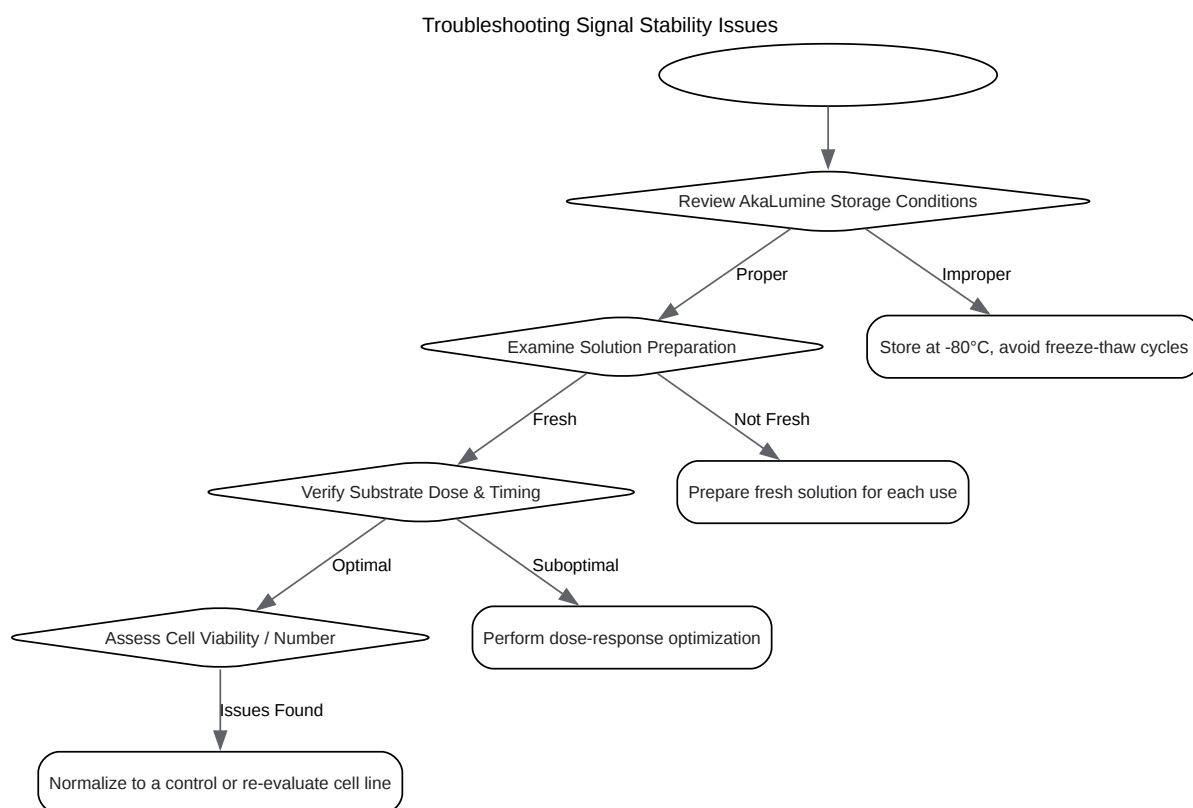 Troubleshooting Signal Stability Issues
Review AkaLumine Storage Conditions
Proper
Improper
Examine Solution Preparation
Store at -80°C, avoid freeze-thaw cycles
Fresh
Not Fresh
Verify Substrate Dose & Timing
Prepare fresh solution for each use
Optimal
Suboptimal
Assess Cell Viability / Number
Perform dose-response optimization
Issues Found
Normalize to a control or re-evaluate cell line